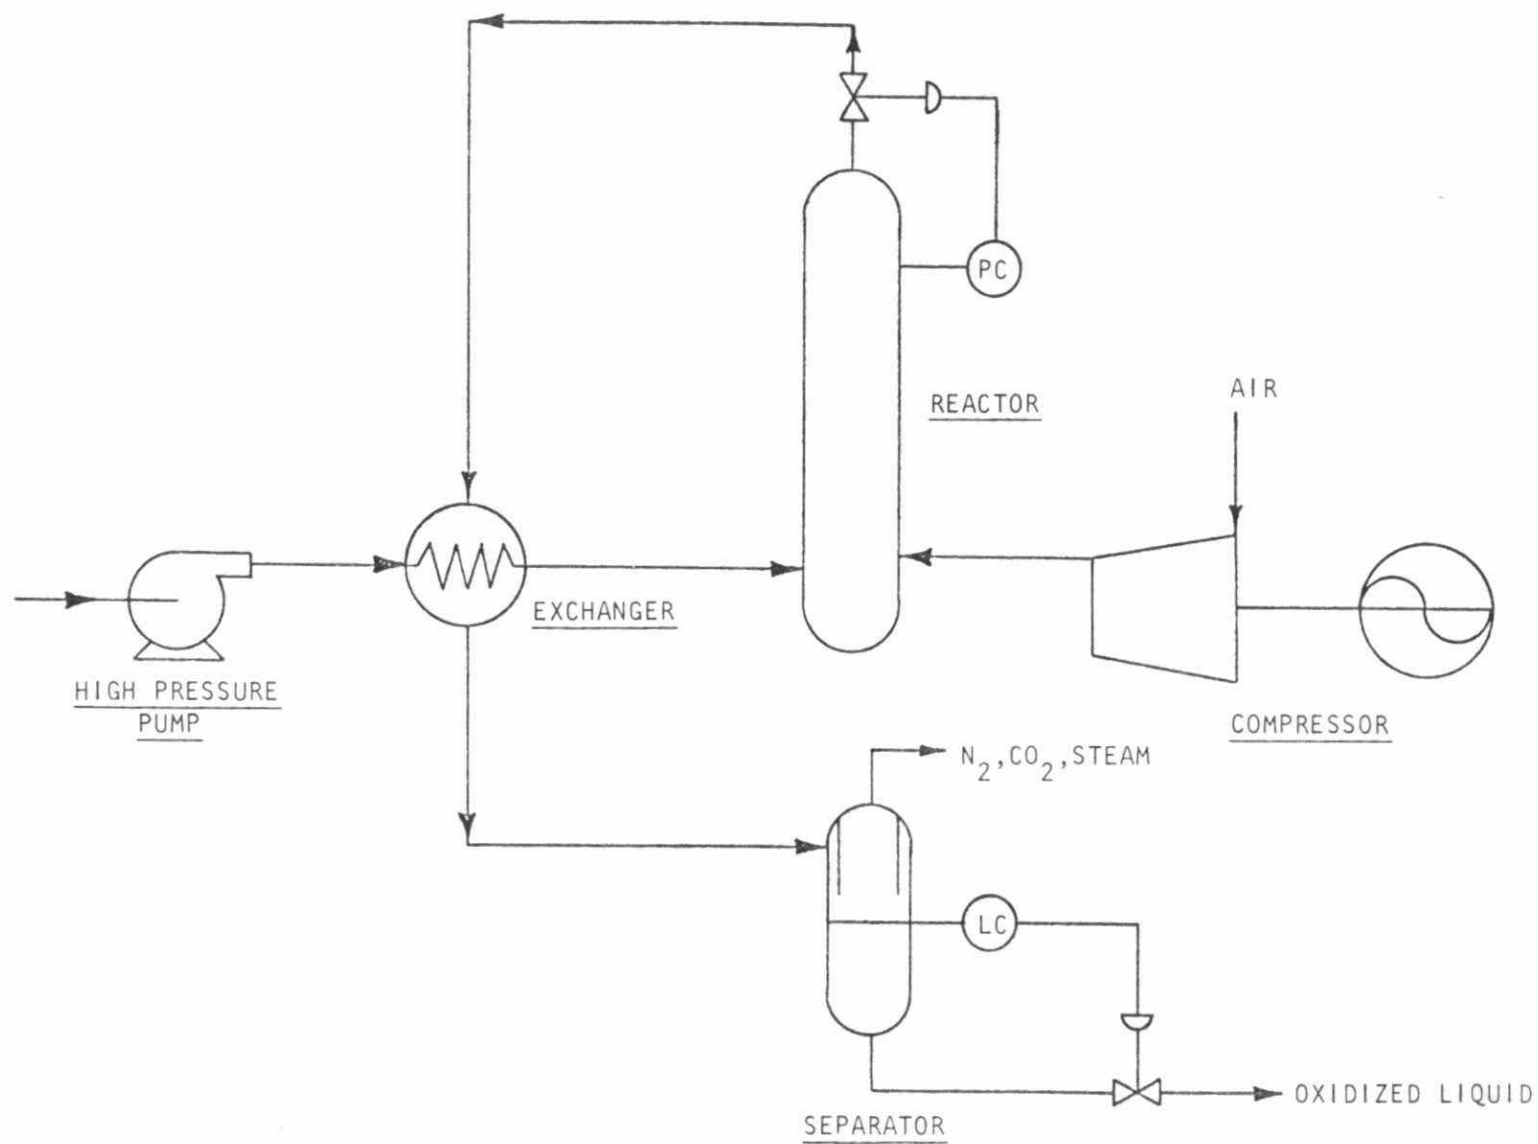 PC
REACTOR
AIR
EXCHANGER
HIGH PRESSURE
PUMP
COMPRESSOR
N2,CO2,STEAM
LC
OXIDIZED LIQUID
SEPARATOR